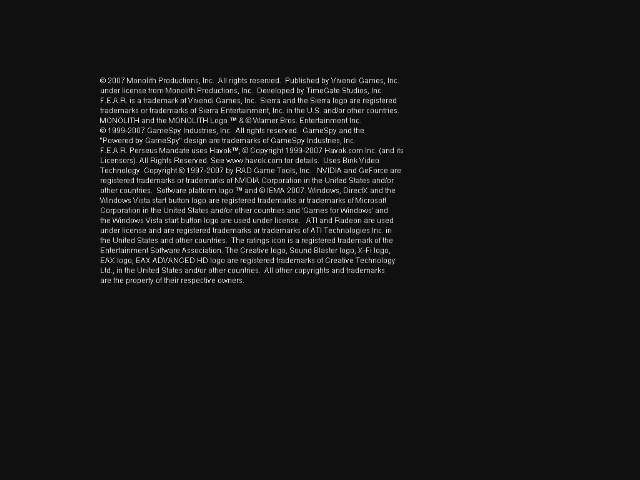 © 2007 Monolith Productions, Inc. All rights reserved. Published by Vivendi Games, Inc.
under license from Monolith Productions, Inc. Developed by TimeGate Studios, Inc.
F.E.A.R. is a trademark of Vivendi Games, Inc. Sierra and the Sierra logo are registered
trademarks or trademarks of Sierra Entertainment, Inc. in the U.S. and/or other countries.
MONOLITH and the MONOLITH Logo ™ & © Warner Bros. Entertainment Inc.
© 1999-2007 GameSpy Industries, Inc. All rights reserved. GameSpy and the
"Powered by GameSpy" design are trademarks of GameSpy Industries, Inc.
F.E.A.R. Perseus Mandate uses Havok™; © Copyright 1999-2007 Havok.com Inc. (and its
Licensors). All Rights Reserved. See www.havok.com for details. Uses Bink Video
Technology. Copyright © 1997-2007 by RAD Game Tools, Inc. NVIDIA and GeForce are
registered trademarks or trademarks of NVIDIA Corporation in the United States and/or
other countries. Software platform logo ™ and © IEMA 2007. Windows, DirectX and the
Windows Vista start button logo are registered trademarks or trademarks of Microsoft
Corporation in the United States and/or other countries and 'Games for Windows' and
the Windows Vista start button logo are used under license. ATI and Radeon are used
under license and are registered trademarks or trademarks of ATI Technologies Inc. in
the United States and other countries. The ratings icon is a registered trademark of the
Entertainment Software Association. The Creative logo, Sound Blaster logo, X-Fi logo,
EAX logo, EAX ADVANCED HD logo are registered trademarks of Creative Technology
Ltd., in the United States and/or other countries. All other copyrights and trademarks
are the property of their respective owners.